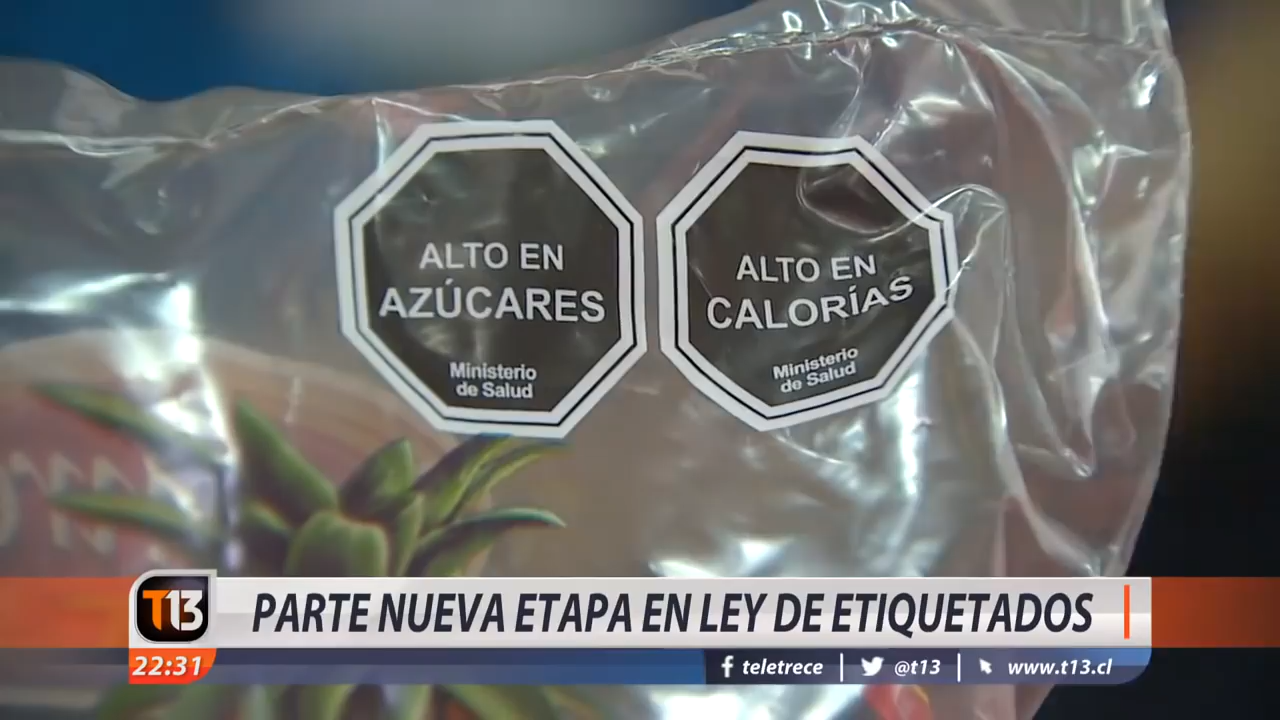 ALTO EN
AZÚCARES
Ministerio
de Salud
ALTO EN
CALORÍAS
Ministerio
de Salud
T13
PARTE NUEVA ETAPA EN LEY DE ETIQUETADOS
22:31
teletrece
@t13
www.t13.cl